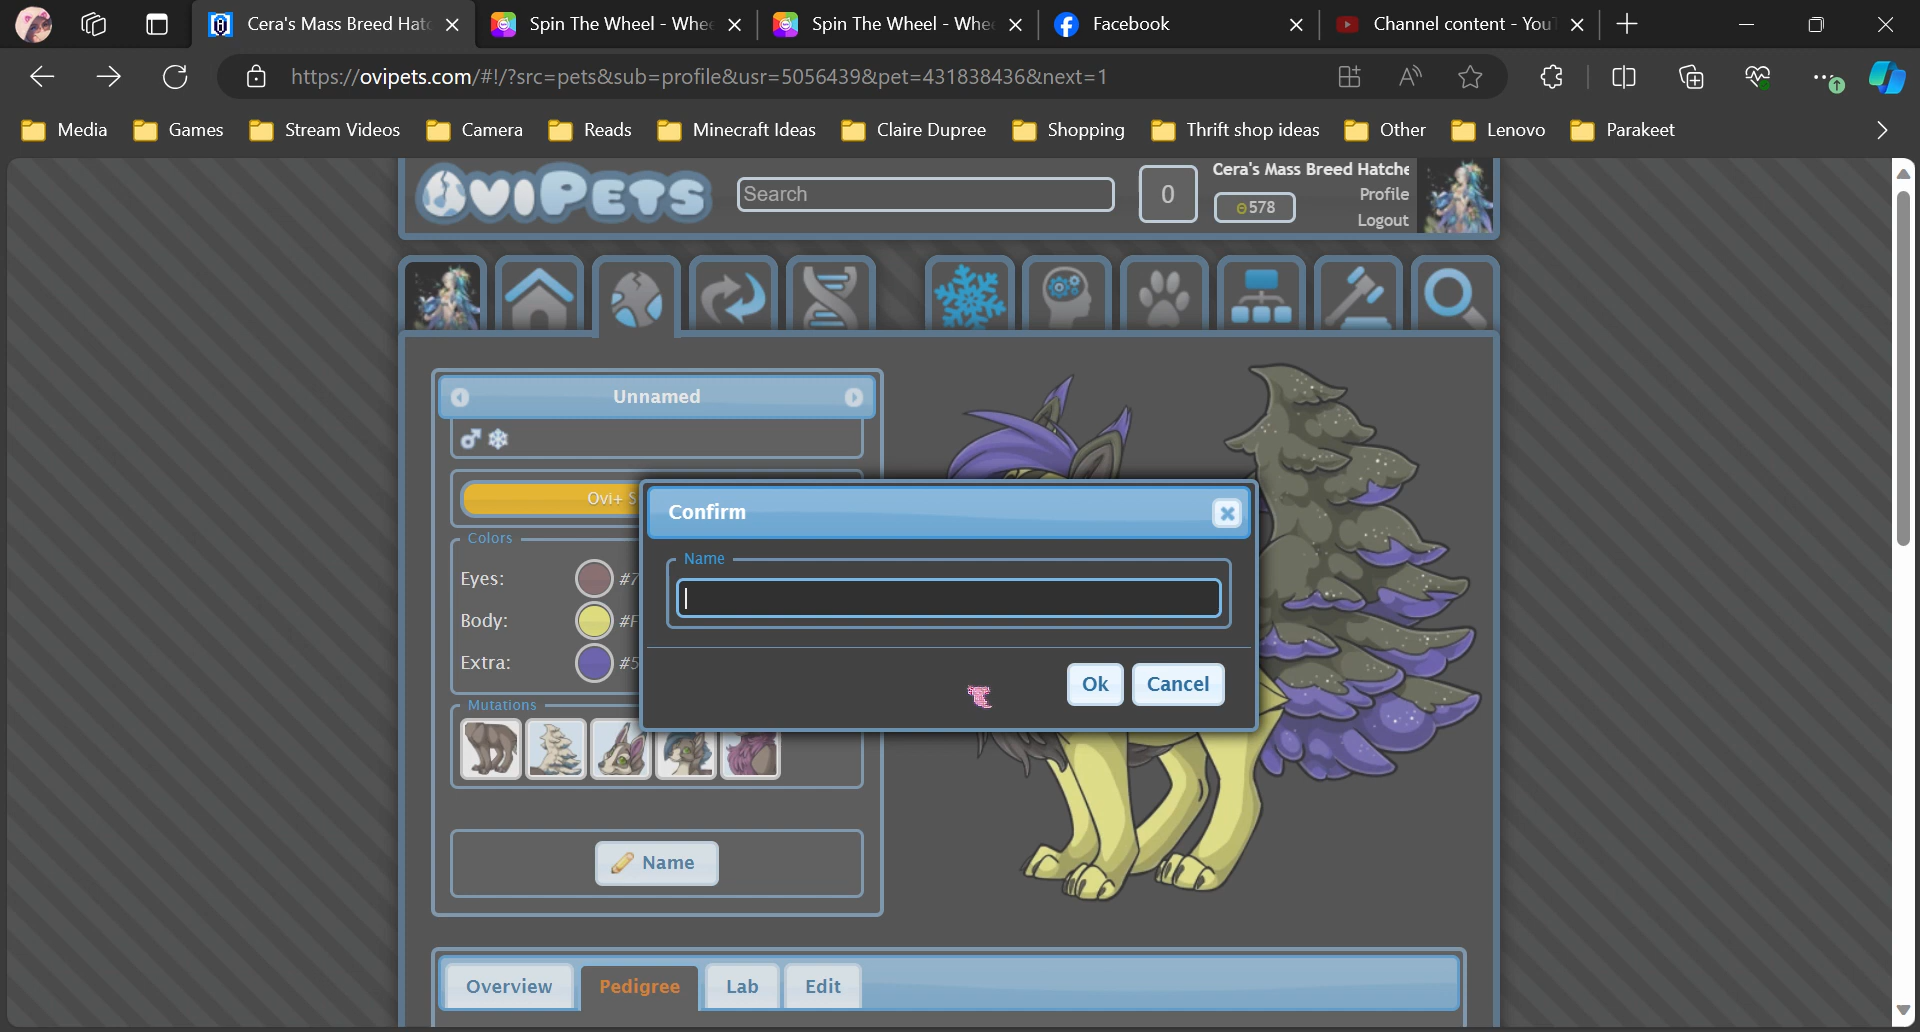 Cera's Mass Breed Hatc
Spin The Wheel - Whe
Spin The Wheel - Whe
Facebook
Channel content - You
https://ovipets.com/#!/?src=pets&sub=profile&usr=5056439&pet=431838436&next=1
Media
Games
Stream Videos
Camera
Reads
Minecraft Ideas
Claire Dupree
Shopping
Thrift shop ideas
Other
Lenovo
Parakeet
OviPets
Search
0
Cera's Mass Breed Hatche
578
Profile
Logout
Unnamed
Ovi+ S
Colors
Eyes: #7
Body: #F
Extra: #5
Mutations
Name
Confirm
Name
Ok
Cancel
Overview
Pedigree
Lab
Edit